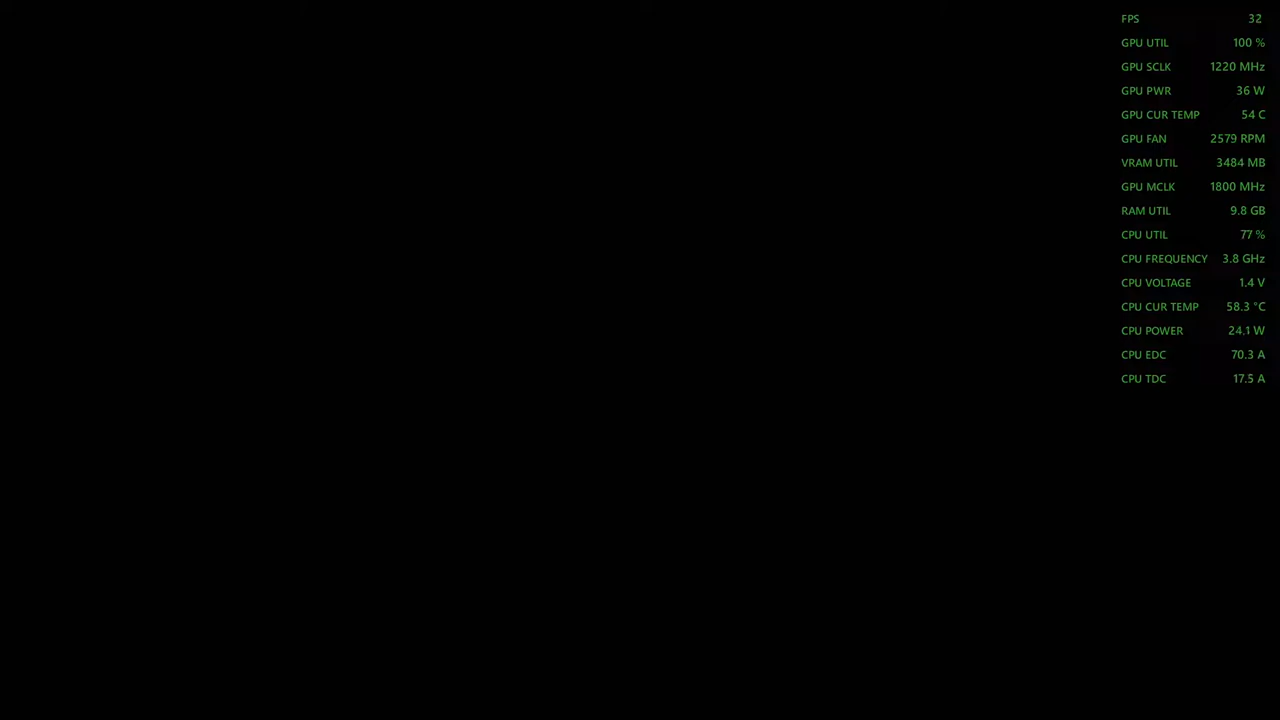 FPS 32
GPU UTIL 100 %
GPU SCLK 1220 MHz
GPU PWR 36 W
GPU CUR TEMP 54 C
GPU FAN 2579 RPM
VRAM UTIL 3484 MB
GPU MCLK 1800 MHz
RAM UTIL 9.8 GB
CPU UTIL 77 %
CPU FREQUENCY 3.8 GHz
CPU VOLTAGE 1.4 V
CPU CUR TEMP 58.3 °C
CPU POWER 24.1 W
CPU EDC 70.3 A
CPU TDC 17.5 A